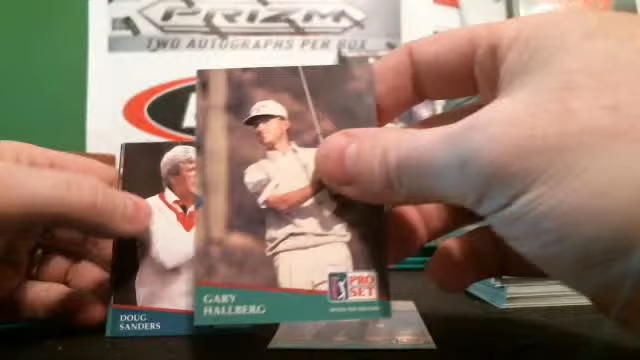 PRIZM
TWO AUTOGRAPHS PER BOX
GARY
HALLBERG
PRO
SET
DOUG
SANDERS